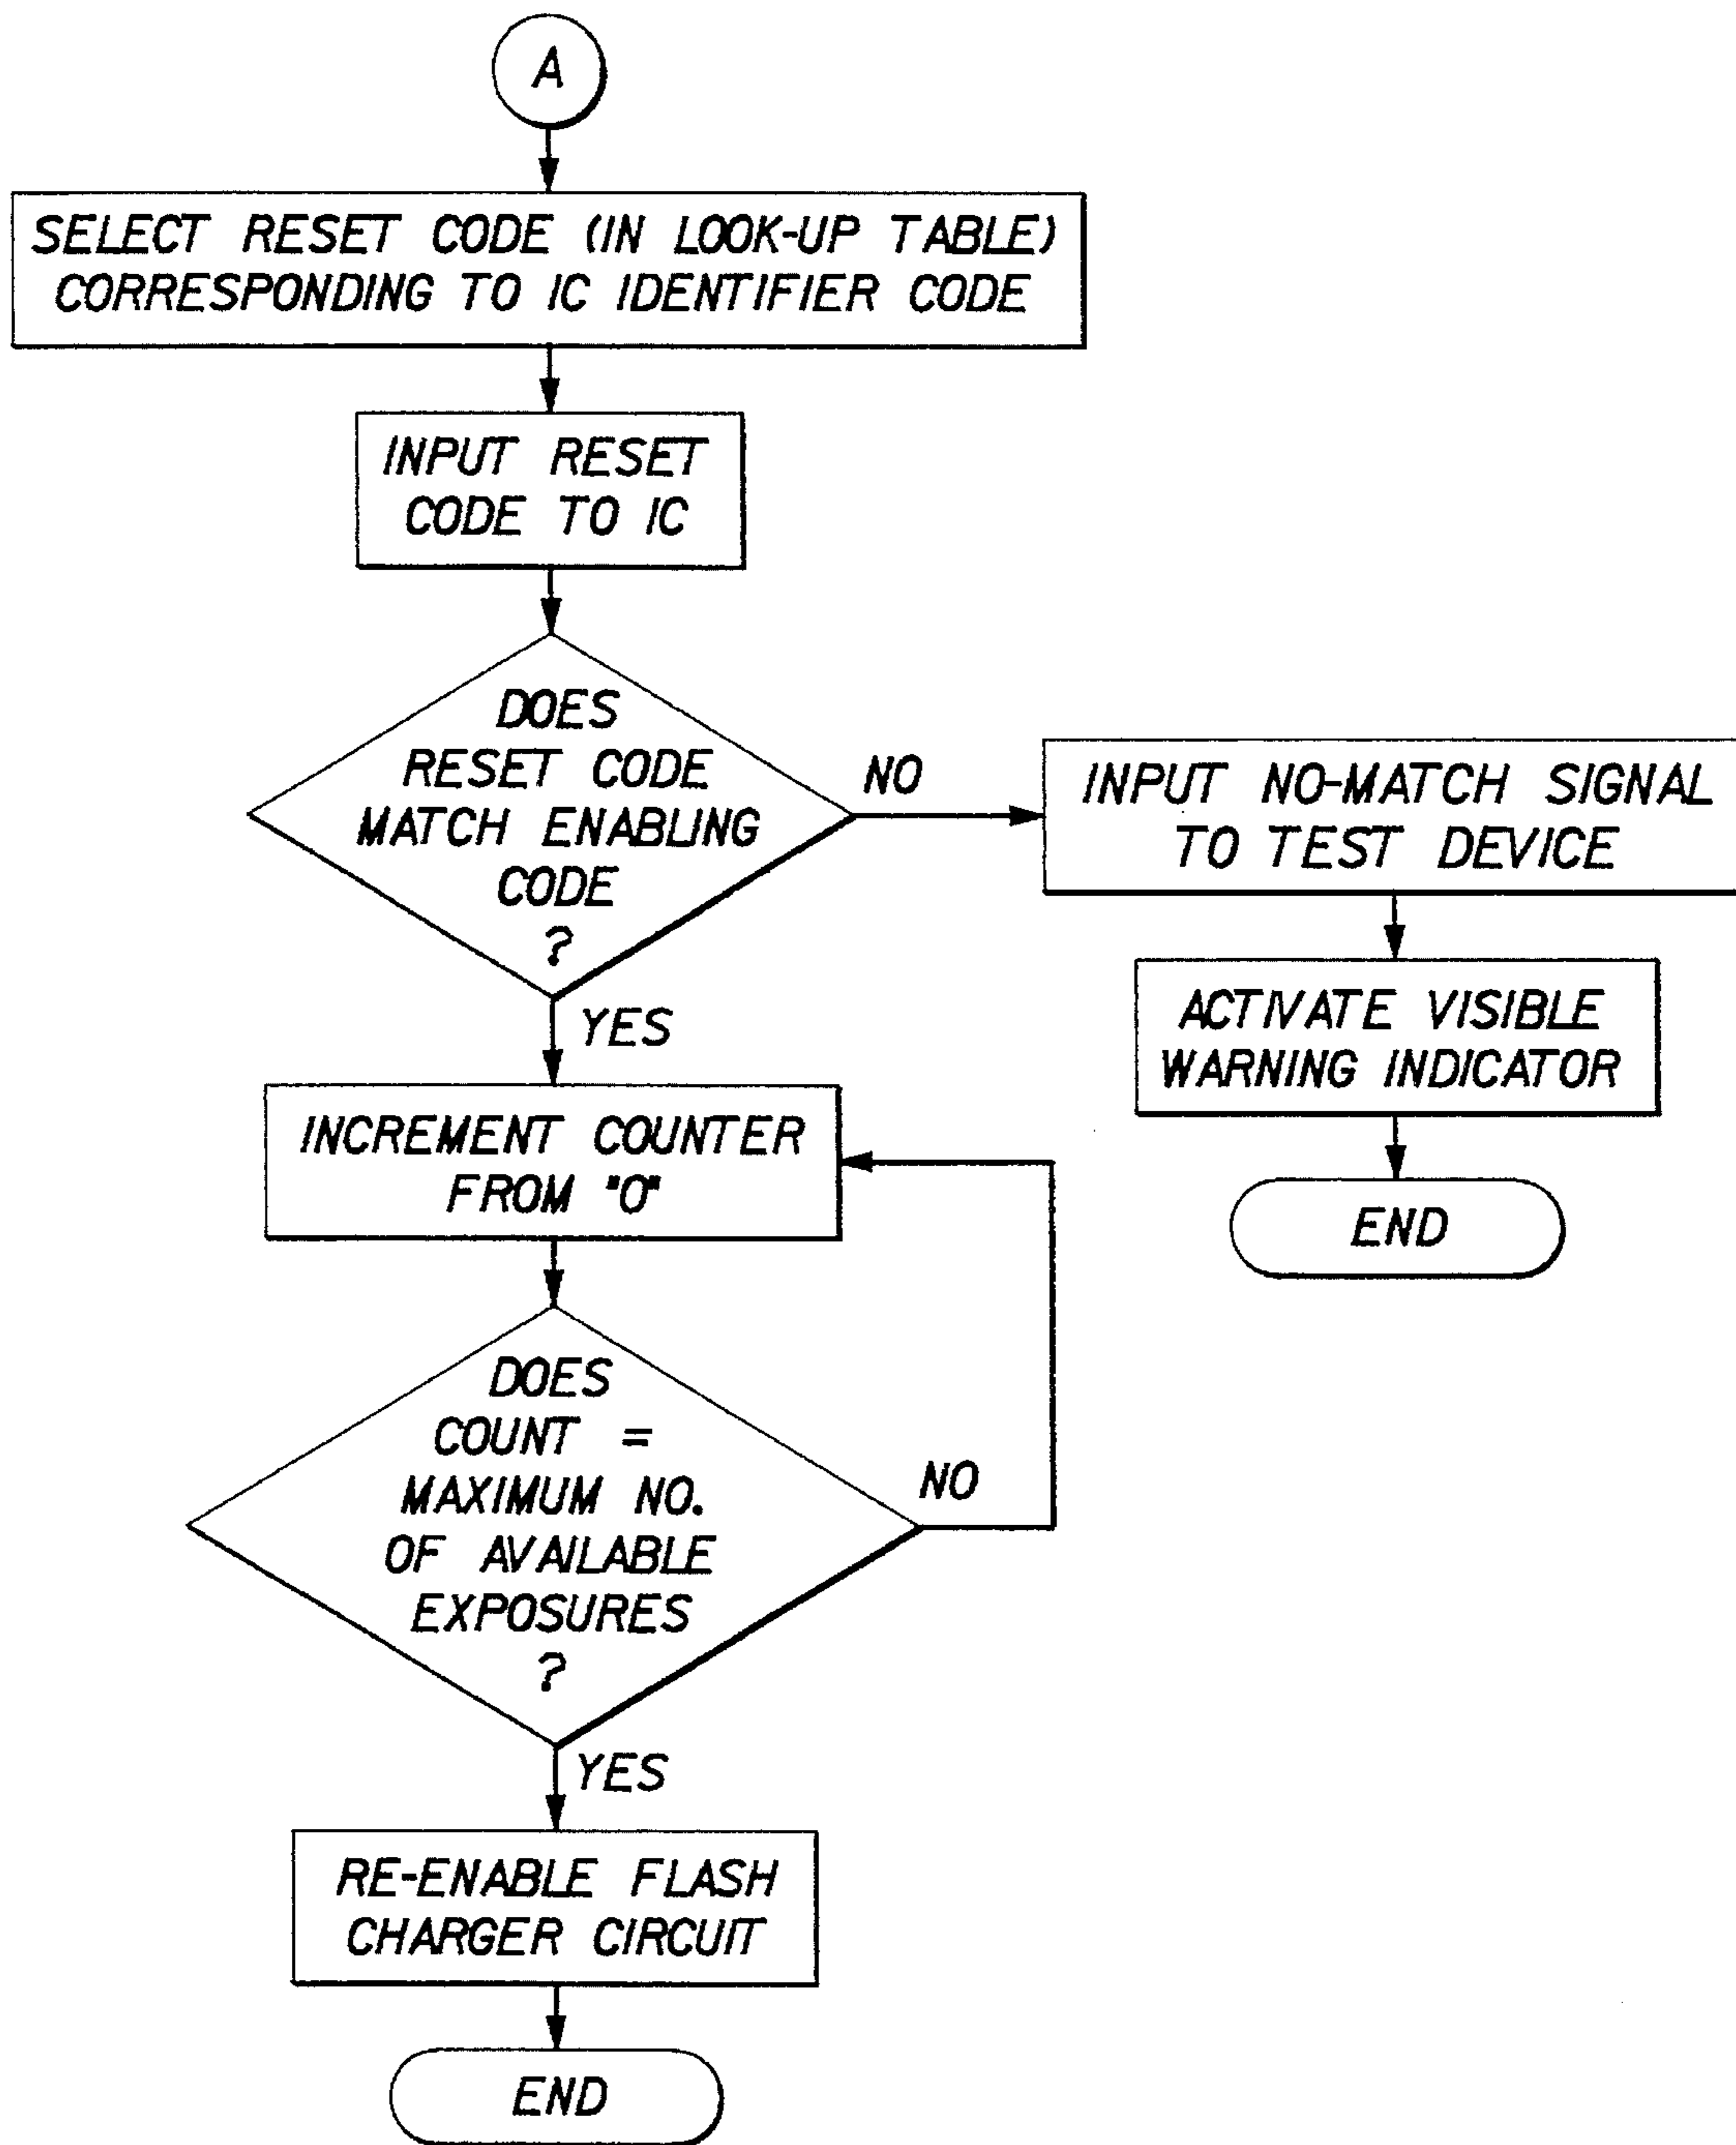 A
SELECT RESET CODE (IN LOOK-UP TABLE)
CORRESPONDING TO IC IDENTIFIER CODE
INPUT RESET
CODE TO IC
DOES
RESET CODE
MATCH ENABLING
CODE
?
NO
INPUT NO-MATCH SIGNAL
TO TEST DEVICE
ACTIVATE VISIBLE
WARNING INDICATOR
END
YES
INCREMENT COUNTER
FROM "0"
DOES
COUNT =
MAXIMUM NO.
OF AVAILABLE
EXPOSURES
?
NO
YES
RE-ENABLE FLASH
CHARGER CIRCUIT
END